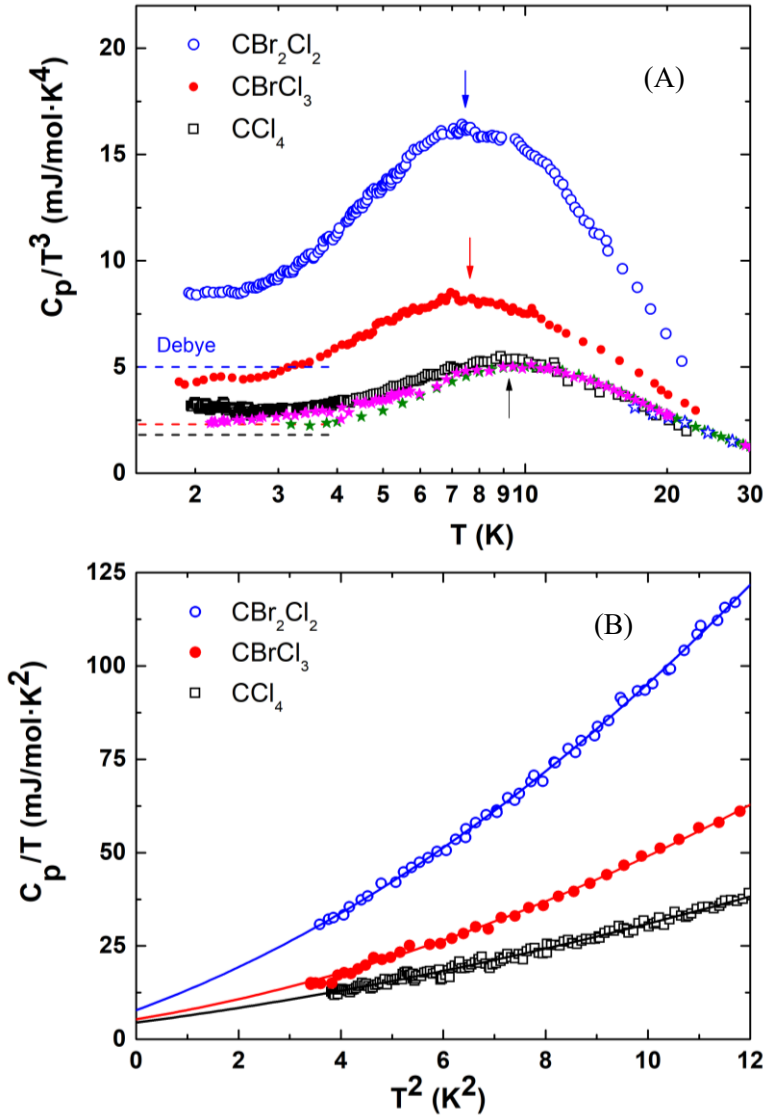 (A)
CBr₂Cl₂
CBrCl₃
CCl₄
Debye
C_p/T³ (mJ/mol·K⁴)
20
15
10
5
0
2 3 4 5 6 7 8 9 10 20 30
T (K)
(B)
CBr₂Cl₂
CBrCl₃
CCl₄
C_p/T (mJ/mol·K²)
125
100
75
50
25
0
0 2 4 6 8 10 12
T² (K²)